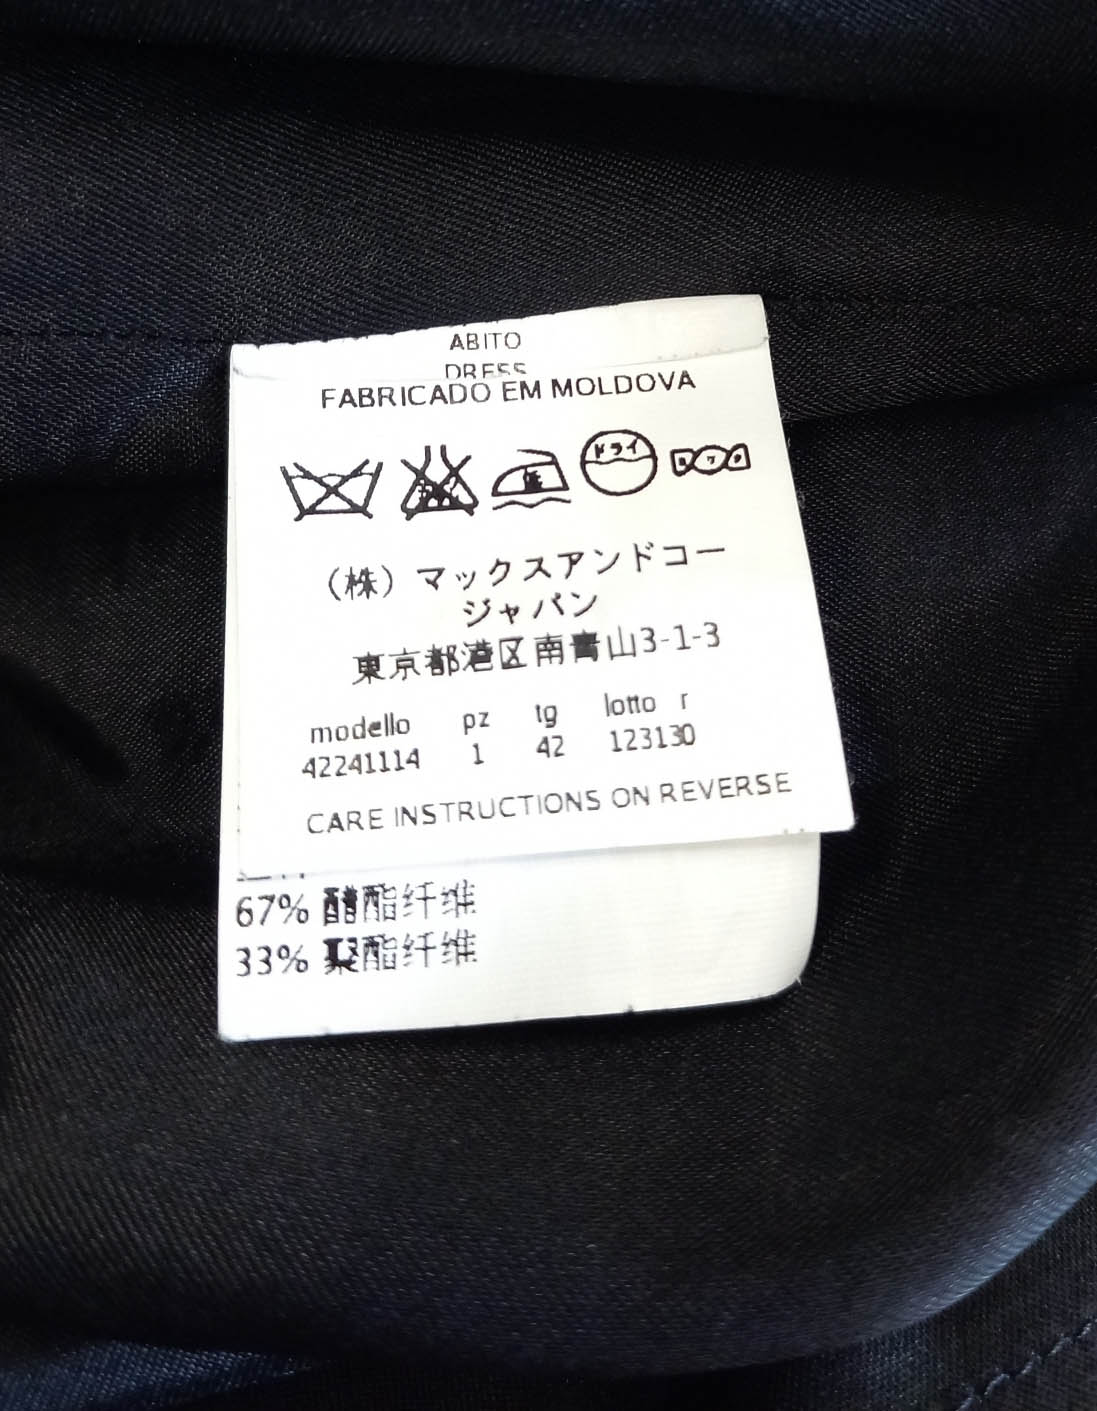 ABITO
DRESS
FABRICADO EM MOLDOVA
低 ドライ
(株) マックスアンドコー
ジャパン
東京都港区南青山3-1-3
modello pz tg lotto r
42241114 1 42 123130
CARE INSTRUCTIONS ON REVERSE
67% 醋酯纤维
33% 聚酯纤维